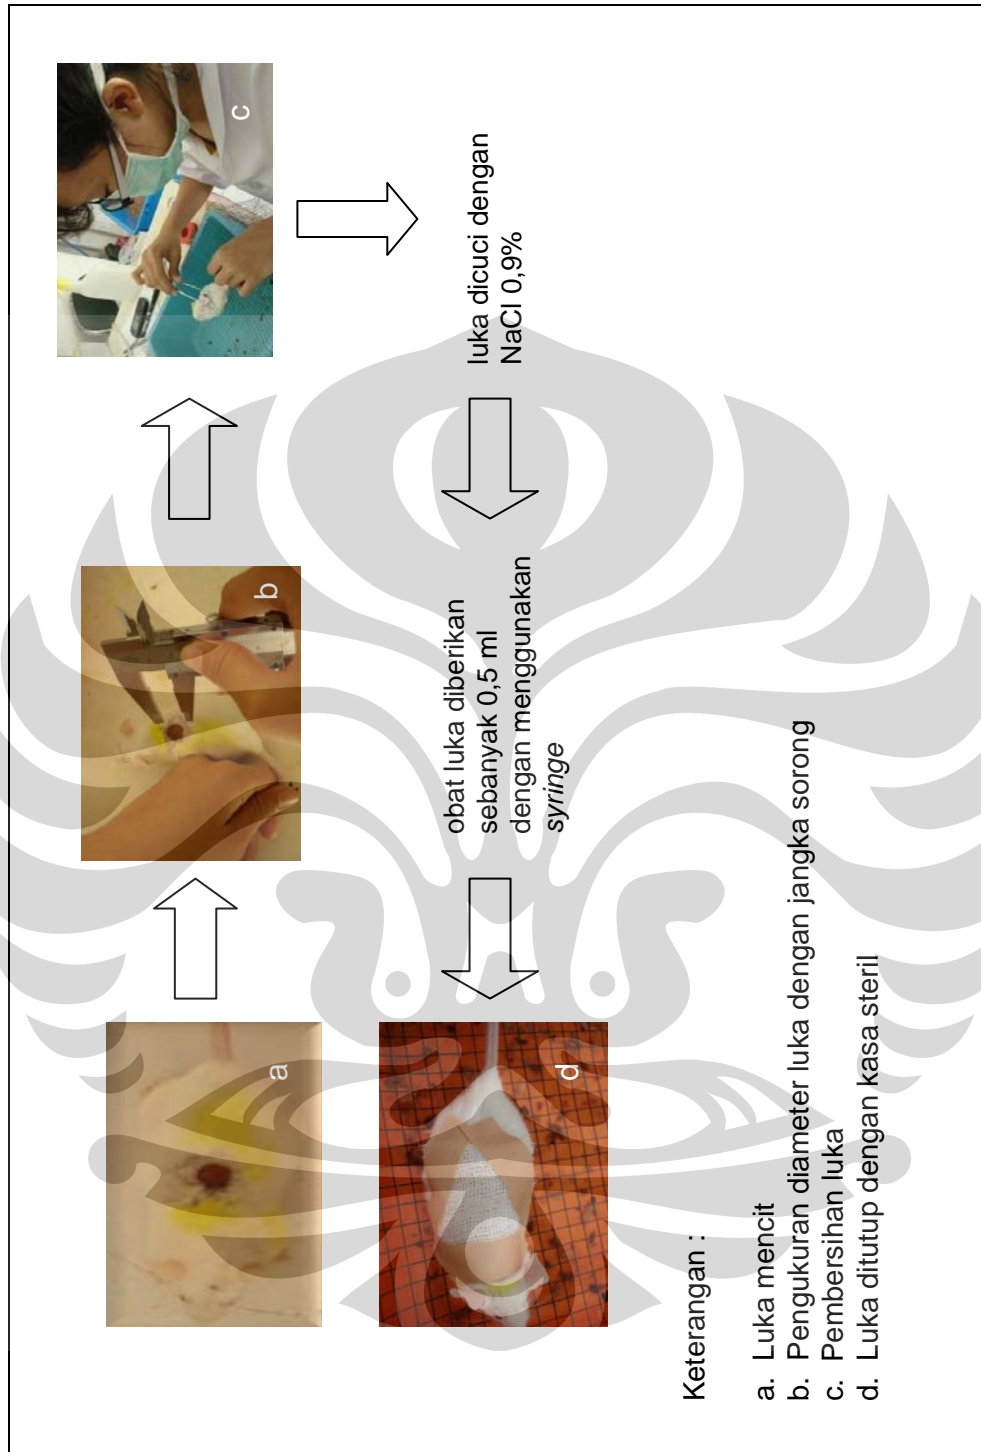 a
b
c
luka dicuci dengan
NaCl 0,9%
obat luka diberikan
sebanyak 0,5 ml
dengan menggunakan
syringe
d
Keterangan :
a. Luka mencit
b. Pengukuran diameter luka dengan jangka sorong
c. Pembersihan luka
d. Luka ditutup dengan kasa steril